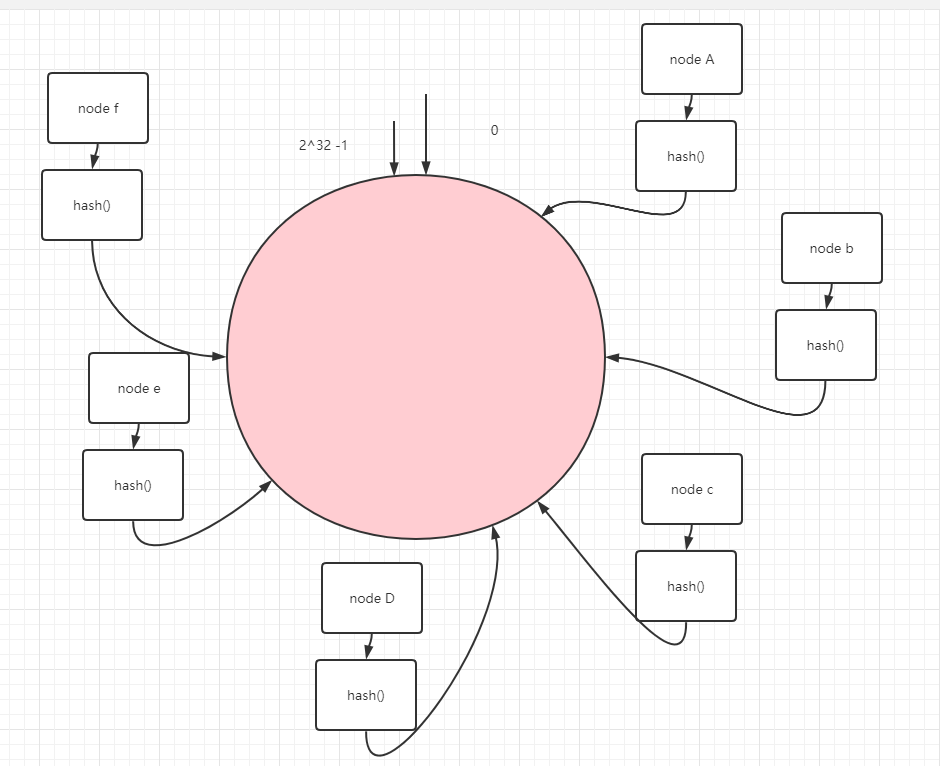 node A
hash()
0
2^32 -1
node f
hash()
node b
hash()
node e
hash()
node c
hash()
node D
hash()